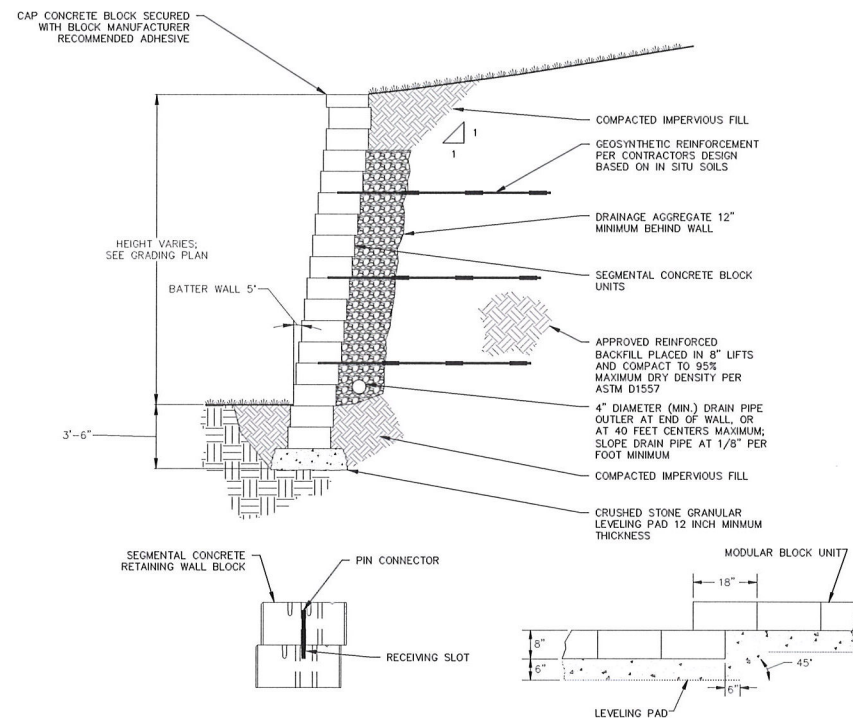 CAP CONCRETE BLOCK SECURED
WITH BLOCK MANUFACTURER
RECOMMENDED ADHESIVE
COMPACTED IMPERVIOUS FILL
1
1
GEOSYNTHETIC REINFORCEMENT
PER CONTRACTORS DESIGN
BASED ON IN SITU SOILS
DRAINAGE AGGREGATE 12"
MINIMUM BEHIND WALL
HEIGHT VARIES;
SEE GRADING PLAN
SEGMENTAL CONCRETE BLOCK
UNITS
BATTER WALL 5°
APPROVED REINFORCED
BACKFILL PLACED IN 8" LIFTS
AND COMPACT TO 95%
MAXIMUM DRY DENSITY PER
ASTM D1557
4" DIAMETER (MIN.) DRAIN PIPE
OUTLER AT END OF WALL, OR
AT 40 FEET CENTERS MAXIMUM;
SLOPE DRAIN PIPE AT 1/8" PER
FOOT MINIMUM
3'-6"
COMPACTED IMPERVIOUS FILL
CRUSHED STONE GRANULAR
LEVELING PAD 12 INCH MINMUM
THICKNESS
SEGMENTAL CONCRETE
RETAINING WALL BLOCK
PIN CONNECTOR
RECEIVING SLOT
MODULAR BLOCK UNIT
18"
8"
6"
6"
45°
LEVELING PAD